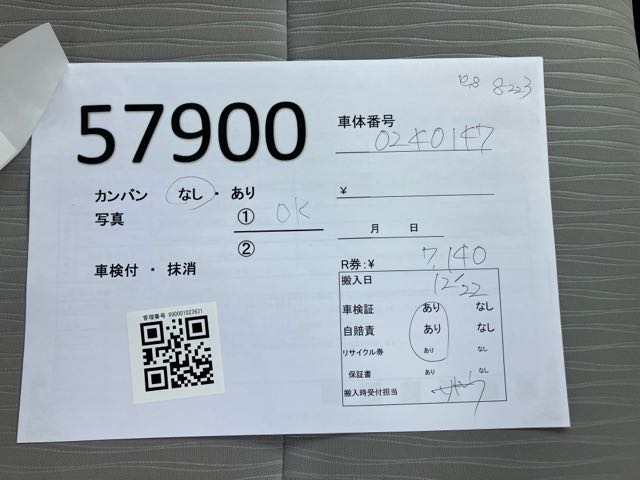 8-223
57900
車体番号
0240147
カンバン なし ・ あり
¥
写真 ① OK
②
月 日
車検付 ・ 抹消
R券:¥ 7,140
搬入日 12/22
車検証 あり なし
自賠責 あり なし
リサイクル券 あり なし
保証書 あり なし
搬入時受付担当
管理番号 990001023631